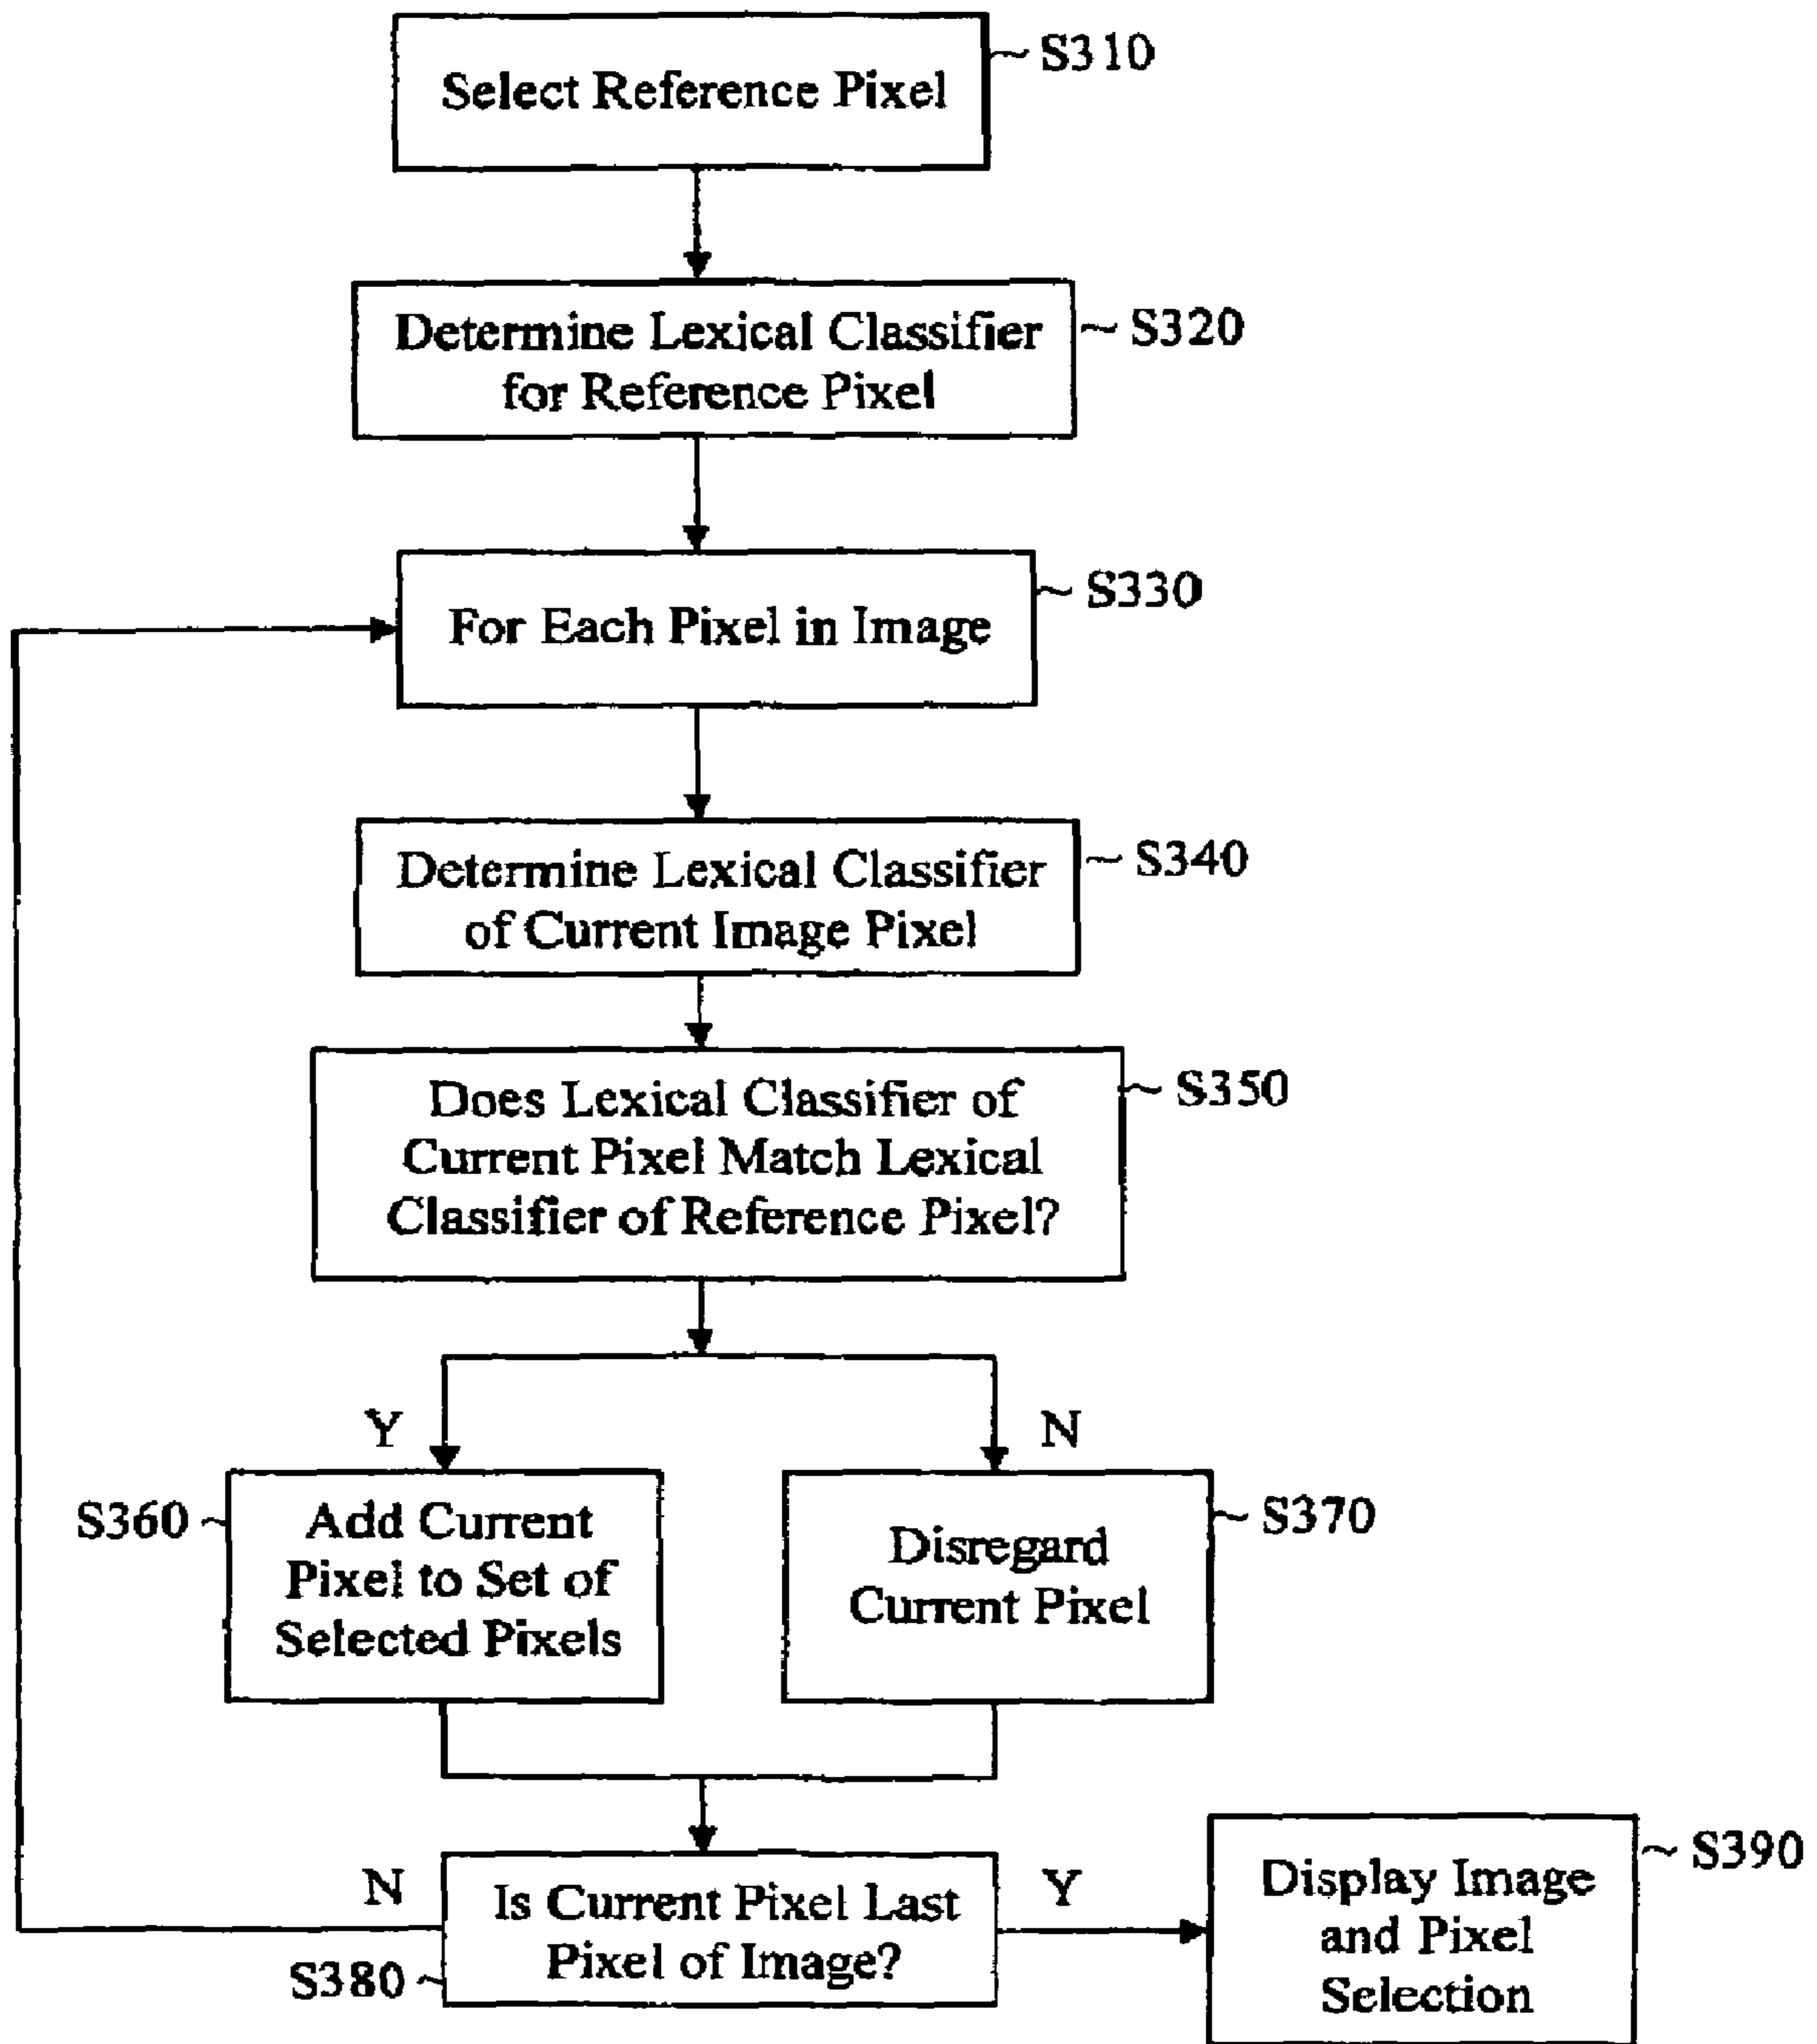 Select Reference Pixel
~ S310
Determine Lexical Classifier
for Reference Pixel
~ S320
For Each Pixel in Image
~ S330
Determine Lexical Classifier
of Current Image Pixel
~ S340
Does Lexical Classifier of
Current Pixel Match Lexical
Classifier of Reference Pixel?
~ S350
Y
N
S360 ~
Add Current
Pixel to Set of
Selected Pixels
Disregard
Current Pixel
~ S370
N
Is Current Pixel Last
Pixel of Image?
S380 ~
Y
Display Image
and Pixel
Selection
~ S390